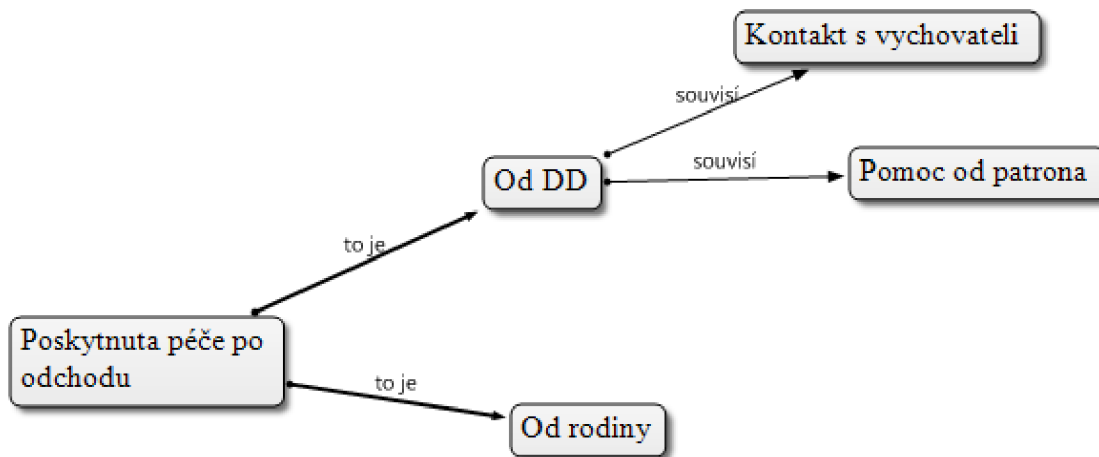 Kontakt s vychovateli
souvisí
Od DD
souvisí
Pomoc od patrona
to je
Poskytnuta péče po
odchodu
to je
Od rodiny